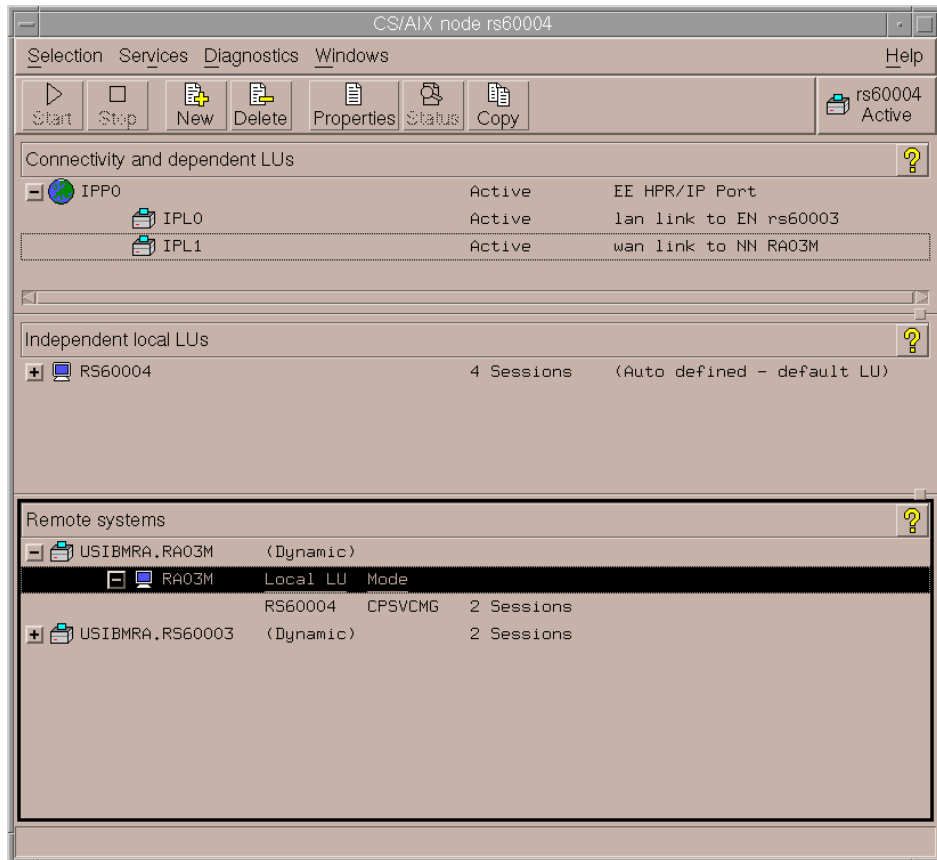 CS/AIX node rs60004
Selection Services Diagnostics Windows Help
Start Stop New Delete Properties Status Copy rs60004
Active
Connectivity and dependent LUs
IPP0 Active EE HPR/IP Port
IPL0 Active lan link to EN rs60003
IPL1 Active wan link to NN RA03M
Independent local LUs
RS60004 4 Sessions (Auto defined - default LU)
Remote systems
USIBMRA.RA03M (Dynamic)
RA03M Local LU Mode
RS60004 CPSVCMG 2 Sessions
USIBMRA.RS60003 (Dynamic) 2 Sessions